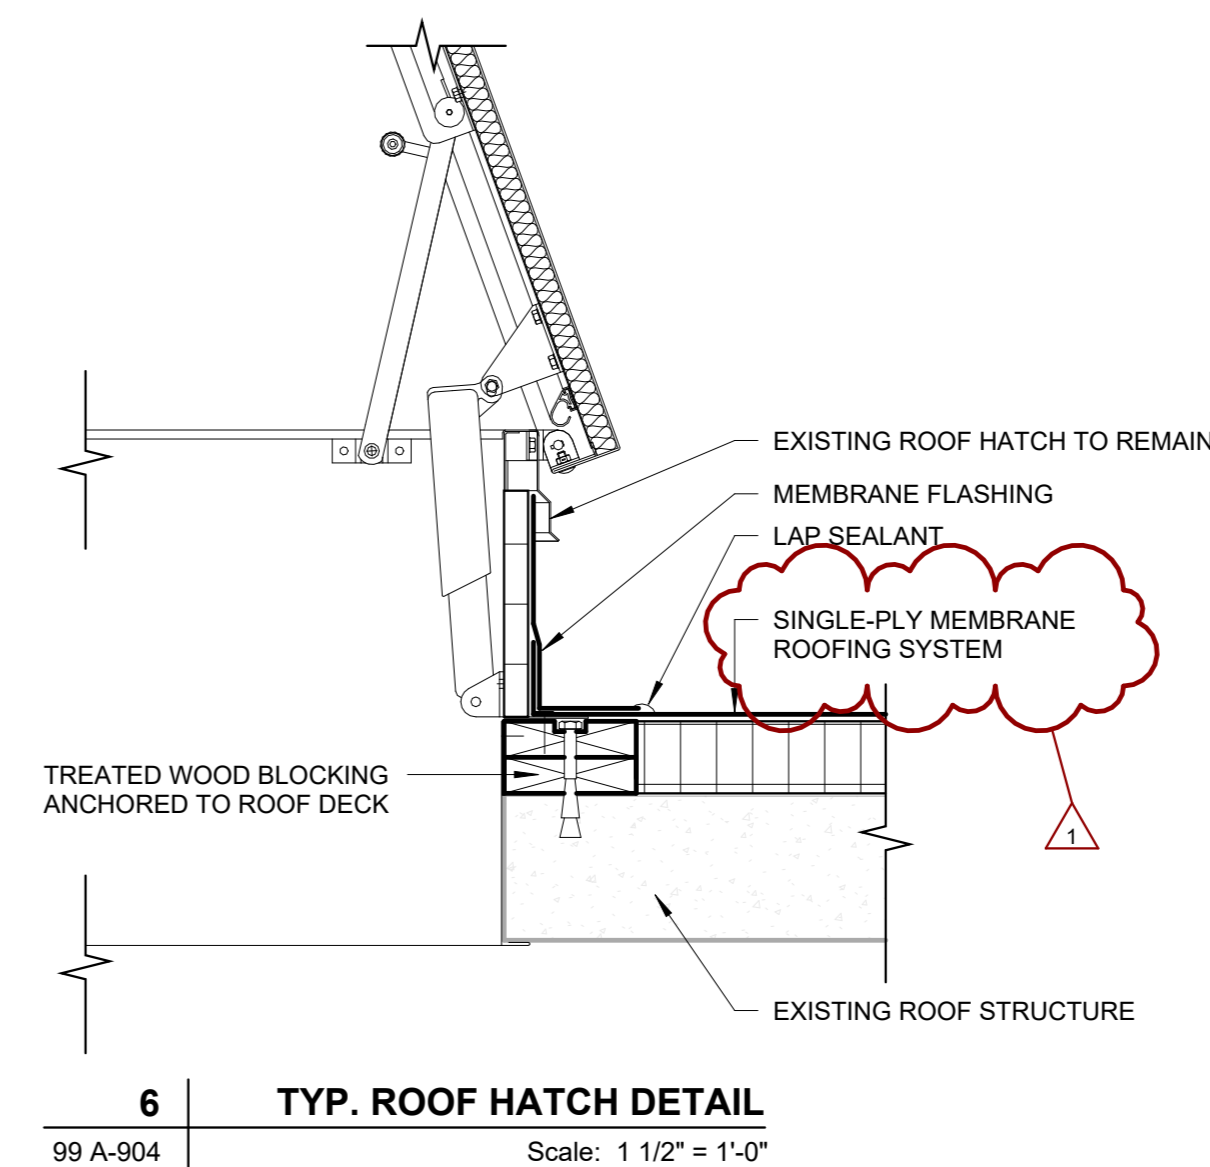 EXISTING ROOF HATCH TO REMAIN
MEMBRANE FLASHING
LAP SEALANT
SINGLE-PLY MEMBRANE
ROOFING SYSTEM
TREATED WOOD BLOCKING
ANCHORED TO ROOF DECK
1
EXISTING ROOF STRUCTURE
6 TYP. ROOF HATCH DETAIL
99 A-904 Scale: 1 1/2" = 1'-0"